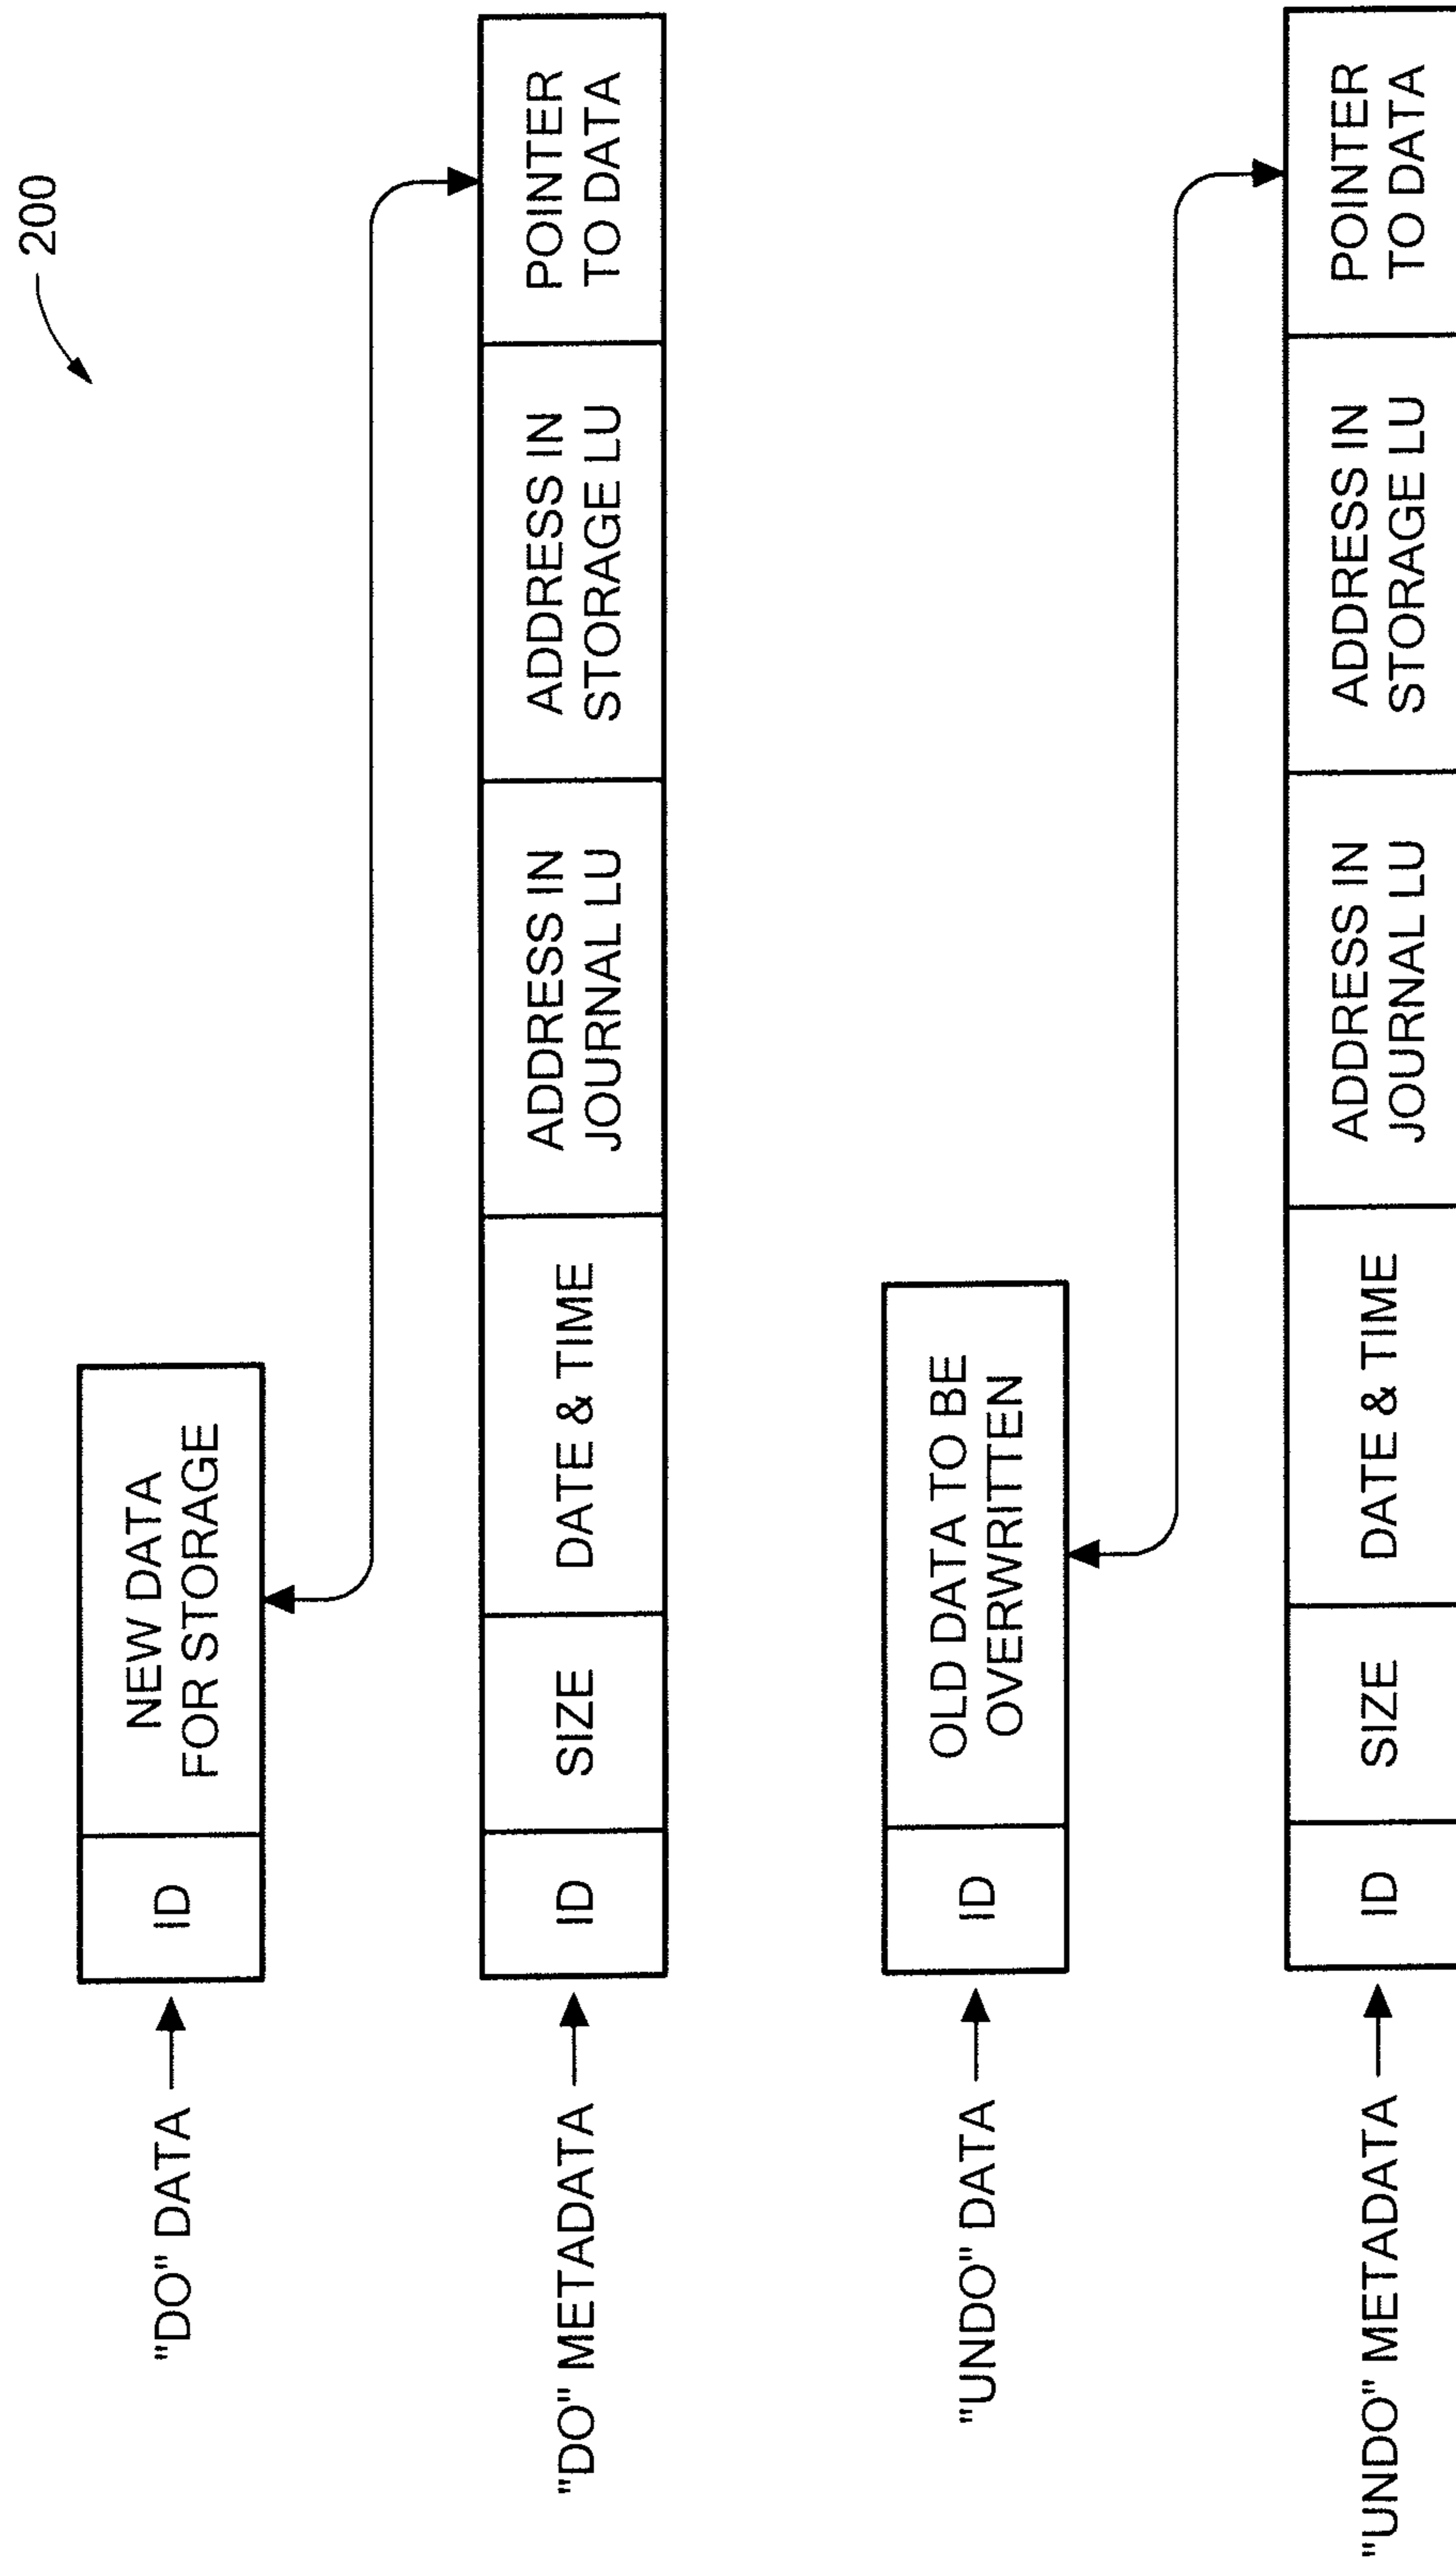 200
"DO" DATA
ID
NEW DATA
FOR STORAGE
"DO" METADATA
ID
SIZE
DATE & TIME
ADDRESS IN
JOURNAL LU
ADDRESS IN
STORAGE LU
POINTER
TO DATA
"UNDO" DATA
ID
OLD DATA TO BE
OVERWRITTEN
"UNDO" METADATA
ID
SIZE
DATE & TIME
ADDRESS IN
JOURNAL LU
ADDRESS IN
STORAGE LU
POINTER
TO DATA